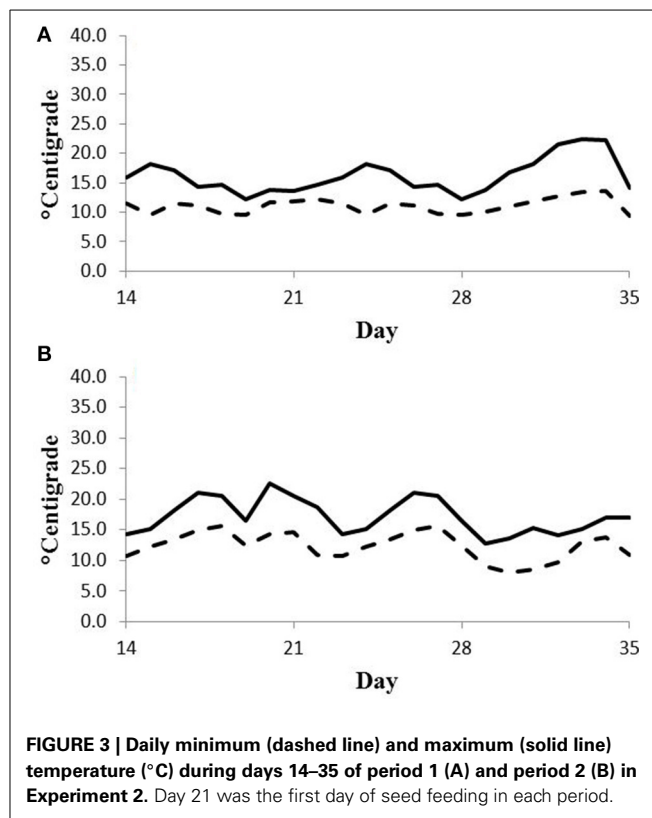 A
40.0
35.0
30.0
25.0
20.0
15.0
10.0
5.0
0.0
°Centigrade
14 21 28 35
Day
B
40.0
35.0
30.0
25.0
20.0
15.0
10.0
5.0
0.0
°Centigrade
14 21 28 35
Day
FIGURE 3 | Daily minimum (dashed line) and maximum (solid line)
temperature (°C) during days 14–35 of period 1 (A) and period 2 (B) in
Experiment 2. Day 21 was the first day of seed feeding in each period.